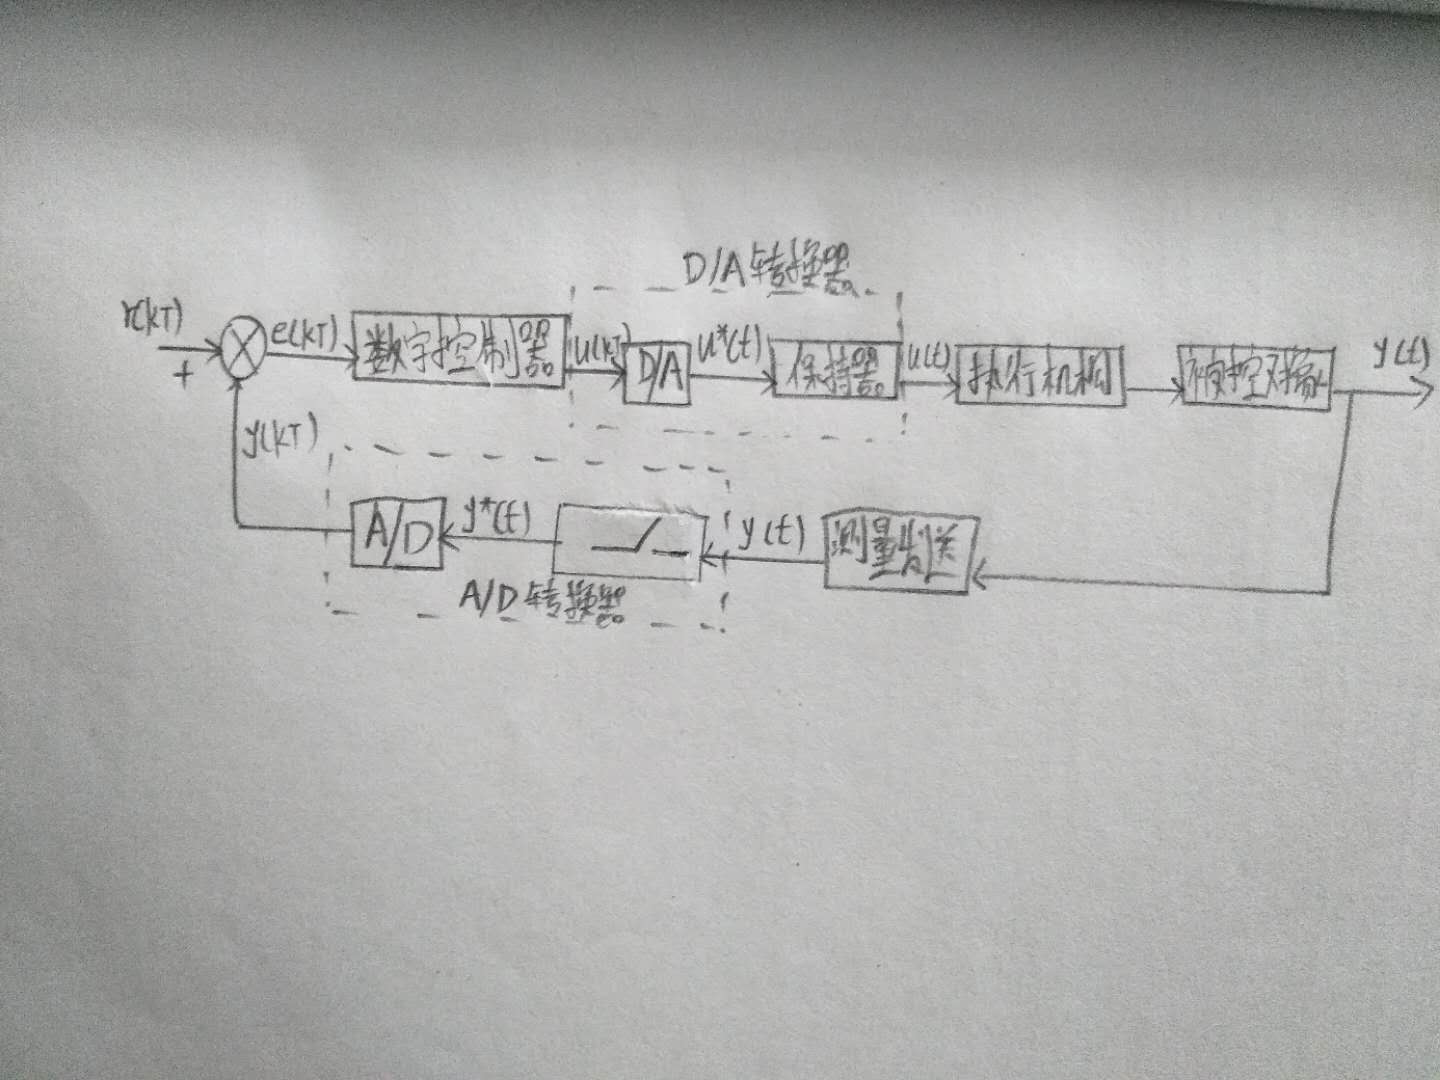 D/A转换器
r(kT)
+
e(kT)
数字控制器
u(kT)
D/A
u*(t)
保持器
u(t)
执行机构
被控对象
y(t)
y(kT)
A/D
y*(t)
y(t)
测量变送
A/D转换器